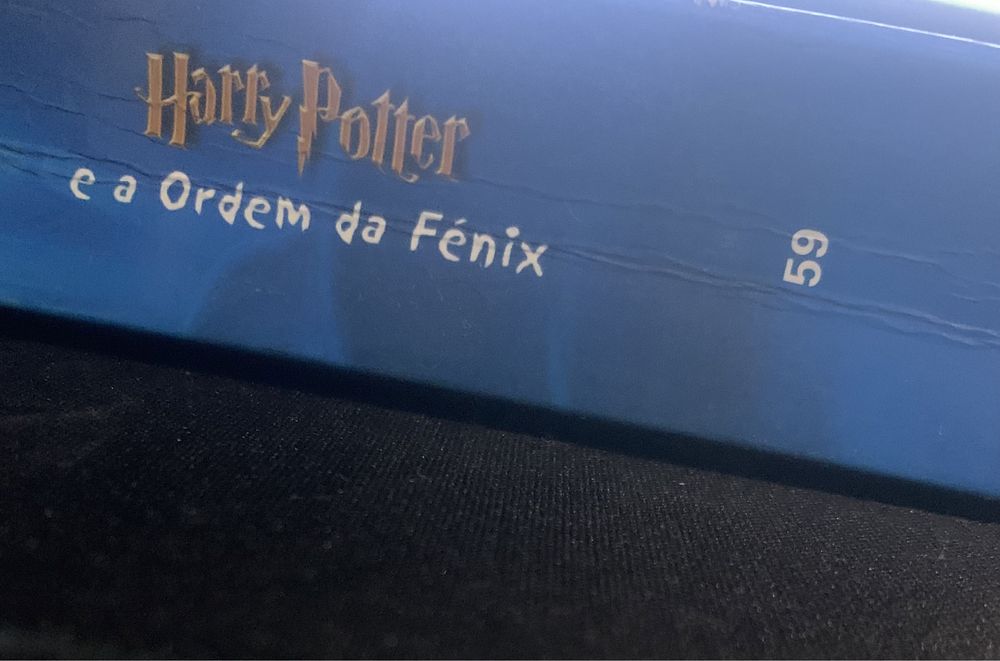 Harry Potter
e a Ordem da Fénix
59